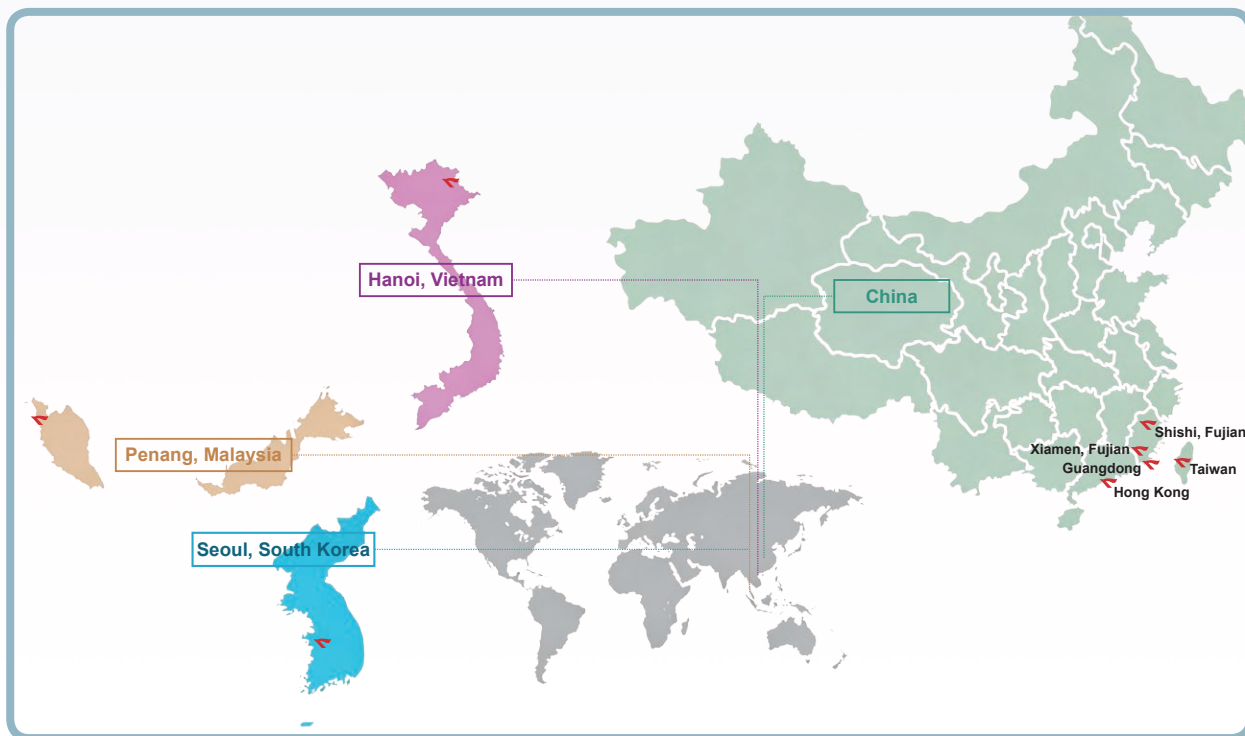 Hanoi, Vietnam
China
Shishi, Fujian
Xiamen, Fujian
Penang, Malaysia
Guangdong
Taiwan
Hong Kong
Seoul, South Korea